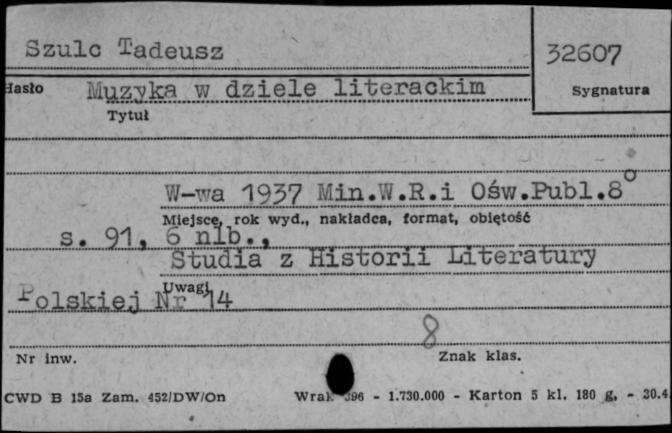 Szulc Tadeusz
32607
Hasło
Sygnatura
Muzyka w dziele literackim
Tytuł
W-wa 1937 Min.W.R.i Ośw.Publ.8°
Miejsce, rok wyd., nakładca, format, objętość
s. 91, 6 nlb.,
Studia z Historii Literatury
Uwagi
Polskiej Nr 14
8
Nr inw.
Znak klas.
CWD B 15a Zam. 452/DW/On
396 - 1.730.000 - Karton 5 kl. 180 g. - 30.4